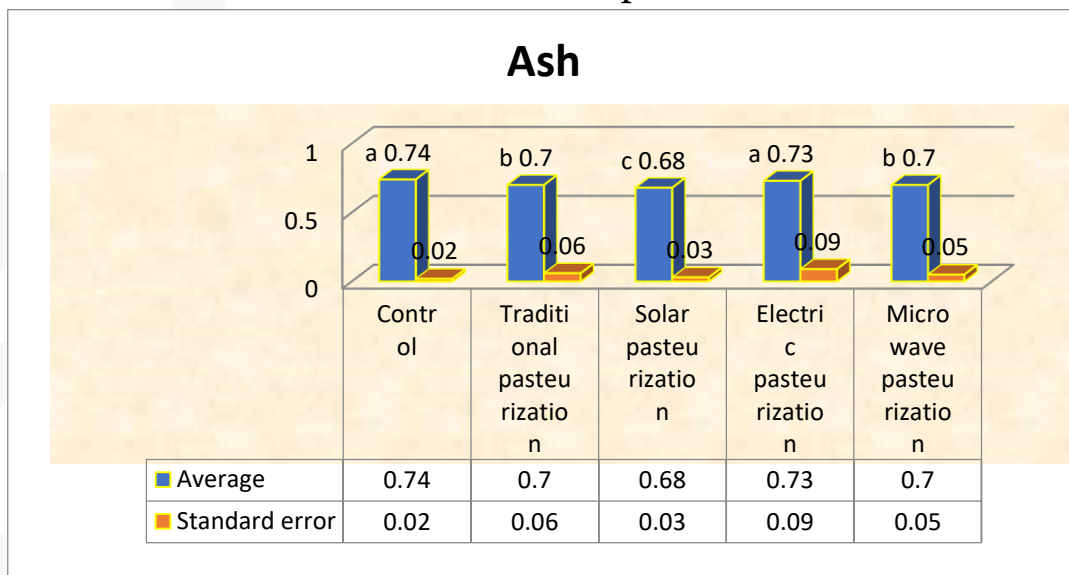 Ash
1
0.5
0
a 0.74
b 0.7
c 0.68
a 0.73
b 0.7
0.02
0.06
0.03
0.09
0.05
Contr
ol
Traditi
onal
pasteu
rizatio
n
Solar
pasteu
rizatio
n
Electri
c
pasteu
rizatio
n
Micro
wave
pasteu
rizatio
n
Average 0.74 0.7 0.68 0.73 0.7
Standard error 0.02 0.06 0.03 0.09 0.05